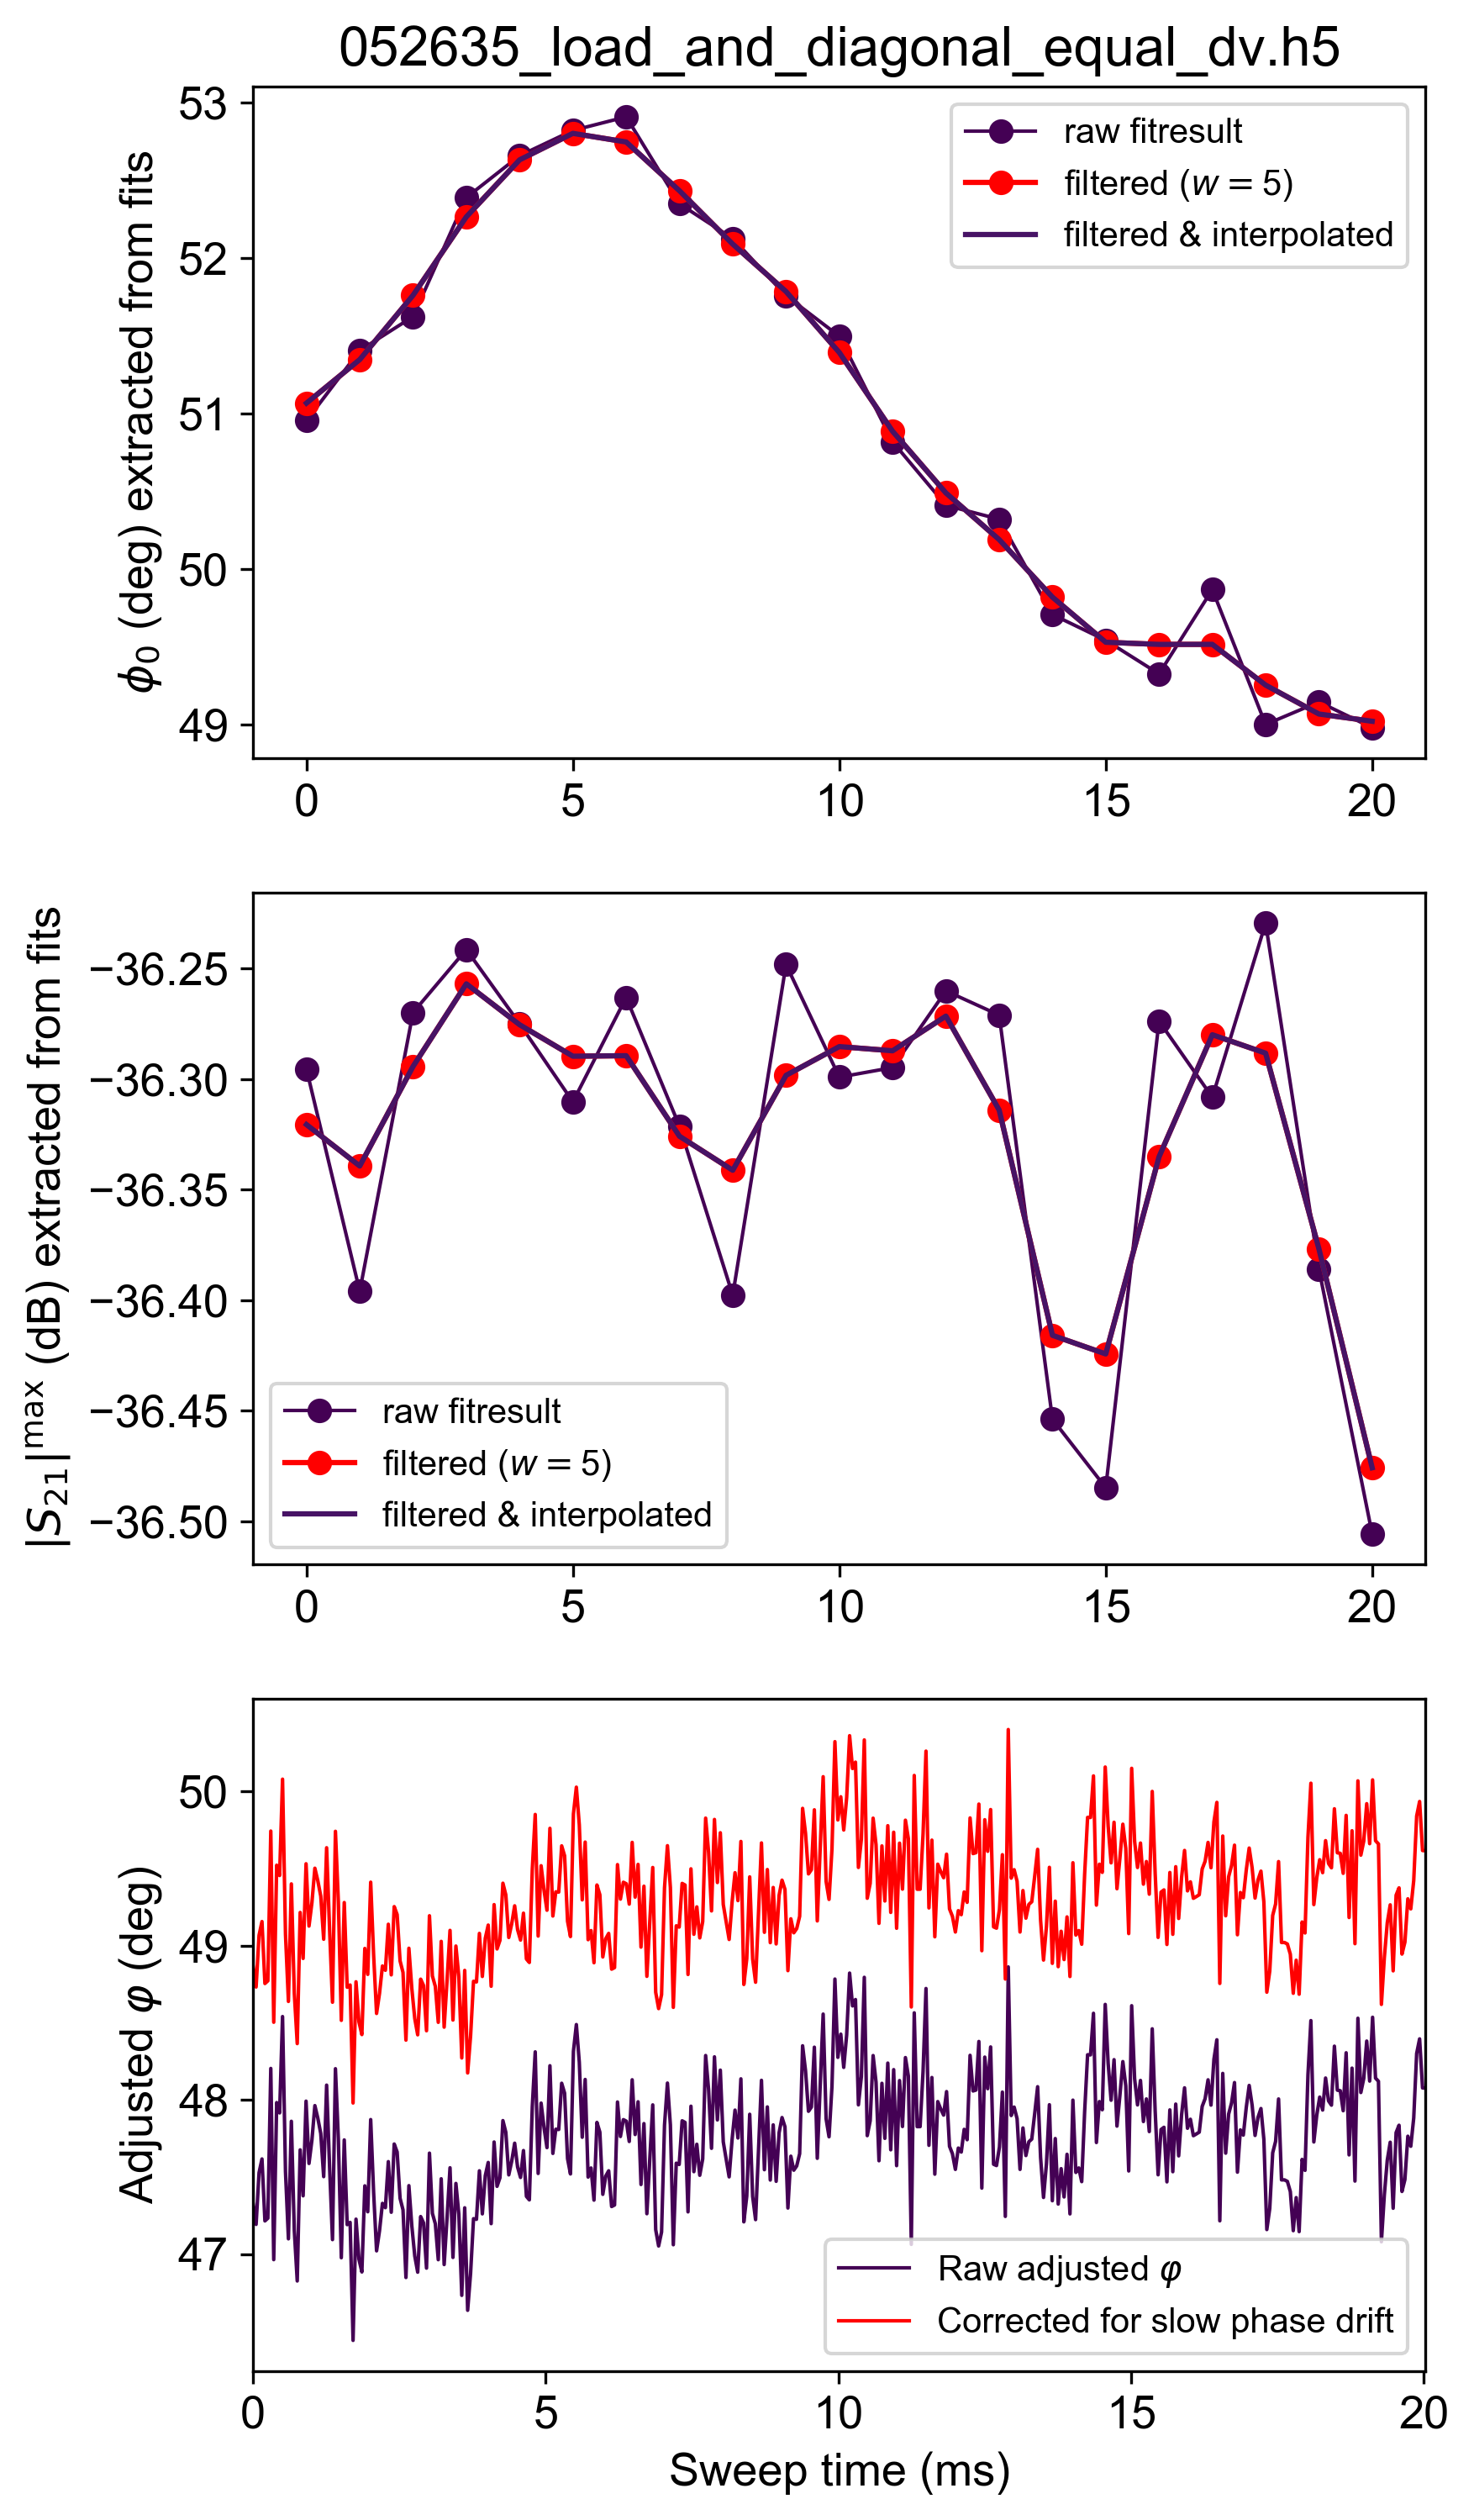 052635_load_and_diagonal_equal_dv.h5
ϕ₀ (deg) extracted from fits
53
52
51
50
49
raw fitresult
filtered (w = 5)
filtered & interpolated
0 5 10 15 20
|S₂₁|ᵐᵃˣ (dB) extracted from fits
−36.25
−36.30
−36.35
−36.40
−36.45
−36.50
raw fitresult
filtered (w = 5)
filtered & interpolated
0 5 10 15 20
Adjusted φ (deg)
50
49
48
47
Raw adjusted φ
Corrected for slow phase drift
0 5 10 15 20
Sweep time (ms)